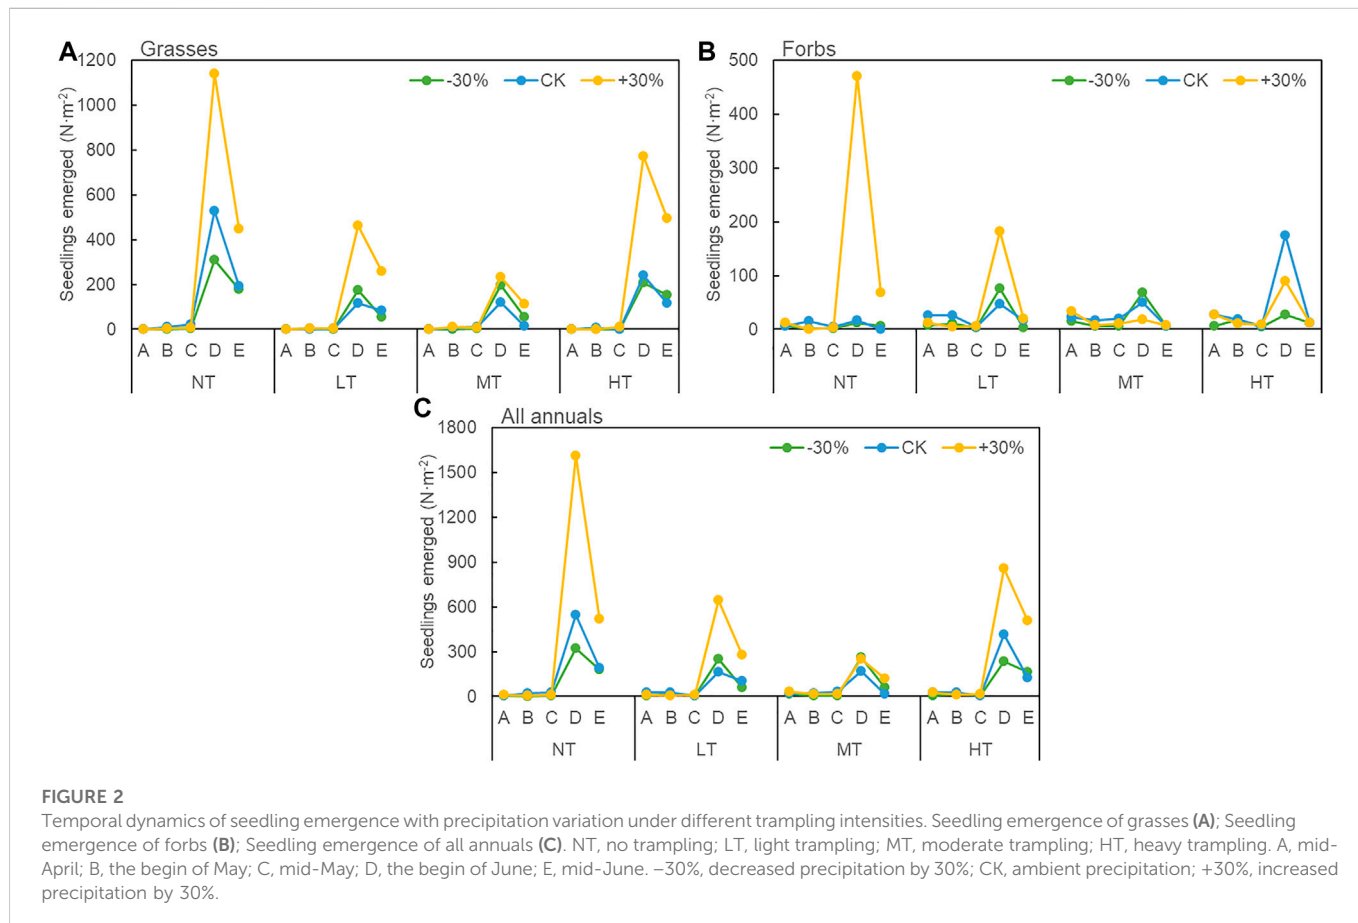 A Grasses
1200
1000
800
600
400
200
0
Seedlings emerged (N·m-2)
-30% CK +30%
A B C D E A B C D E A B C D E A B C D E
NT LT MT HT
B Forbs
500
400
300
200
100
0
Seedlings emerged (N·m-2)
-30% CK +30%
A B C D E A B C D E A B C D E A B C D E
NT LT MT HT
C All annuals
1800
1500
1200
900
600
300
0
Seedlings emerged (N·m-2)
-30% CK +30%
A B C D E A B C D E A B C D E A B C D E
NT LT MT HT
FIGURE 2
Temporal dynamics of seedling emergence with precipitation variation under different trampling intensities. Seedling emergence of grasses (A); Seedling
emergence of forbs (B); Seedling emergence of all annuals (C). NT, no trampling; LT, light trampling; MT, moderate trampling; HT, heavy trampling. A, mid-
April; B, the begin of May; C, mid-May; D, the begin of June; E, mid-June. −30%, decreased precipitation by 30%; CK, ambient precipitation; +30%, increased
precipitation by 30%.